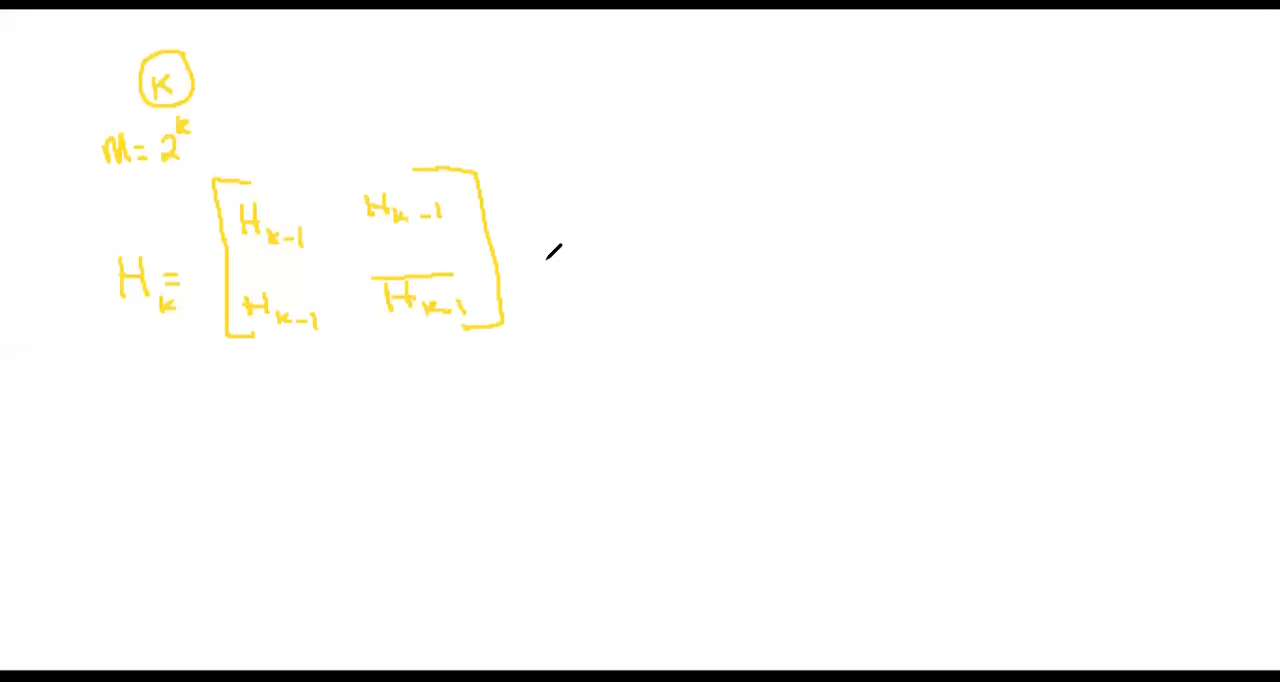 K
M = 2^k
H_{k-1} H_{k-1}
H_k =
H_{k-1} \overline{H_{k-1}}